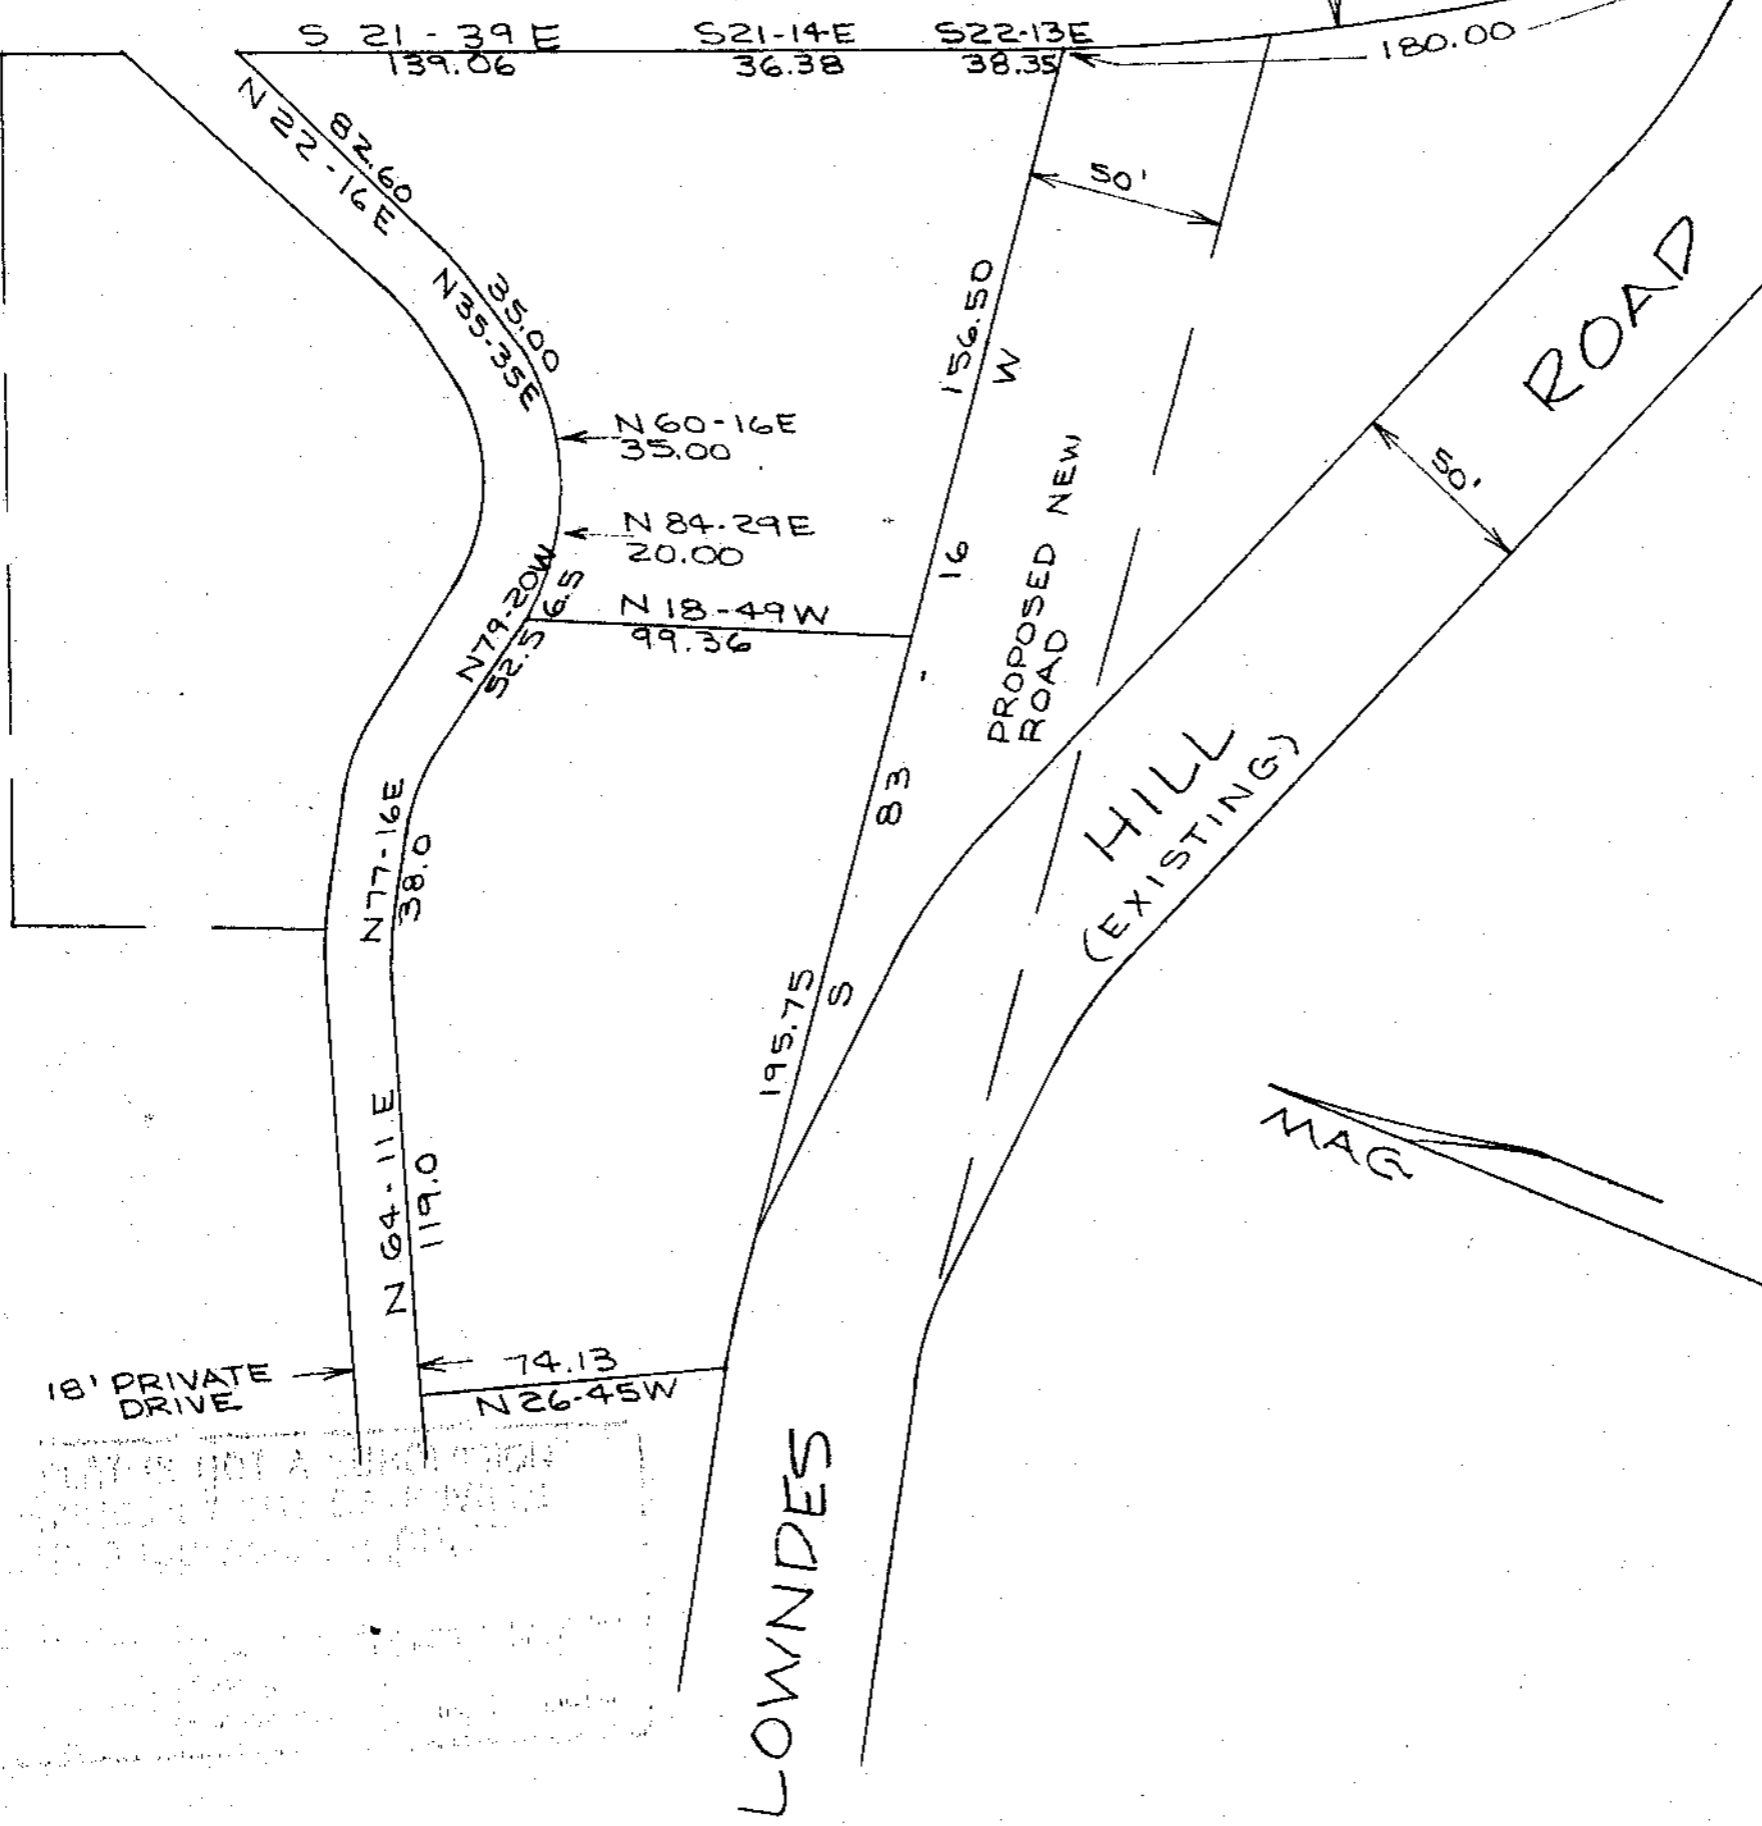 S 21-39 E
139.06
S21-14E
36.38
S22-13E
38.35
180.00
N 22-16 E
82.60
50'
N35-35E
35.00
156.50
S 83-16 W
ROAD
N60-16E
35.00
50'
N 84-29E
20.00
PROPOSED NEW
ROAD
N79-20W
52.5 6.5
N 18-49W
99.36
HILL
(EXISTING)
N77-16E
38.0
195.75
MAG
N 64-11 E
119.0
18' PRIVATE
DRIVE
74.13
N26-45W
LOWNDES